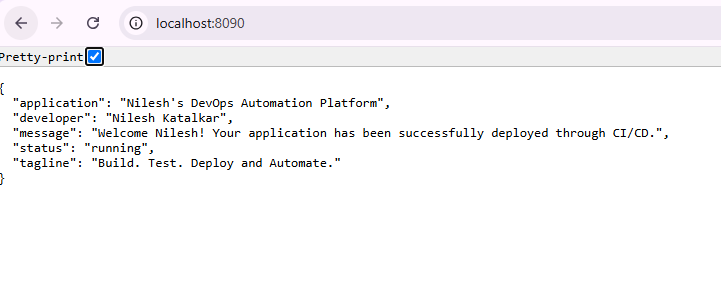 localhost:8090
Pretty-print
{
  "application": "Nilesh's DevOps Automation Platform",
  "developer": "Nilesh Katalkar",
  "message": "Welcome Nilesh! Your application has been successfully deployed through CI/CD.",
  "status": "running",
  "tagline": "Build. Test. Deploy and Automate."
}